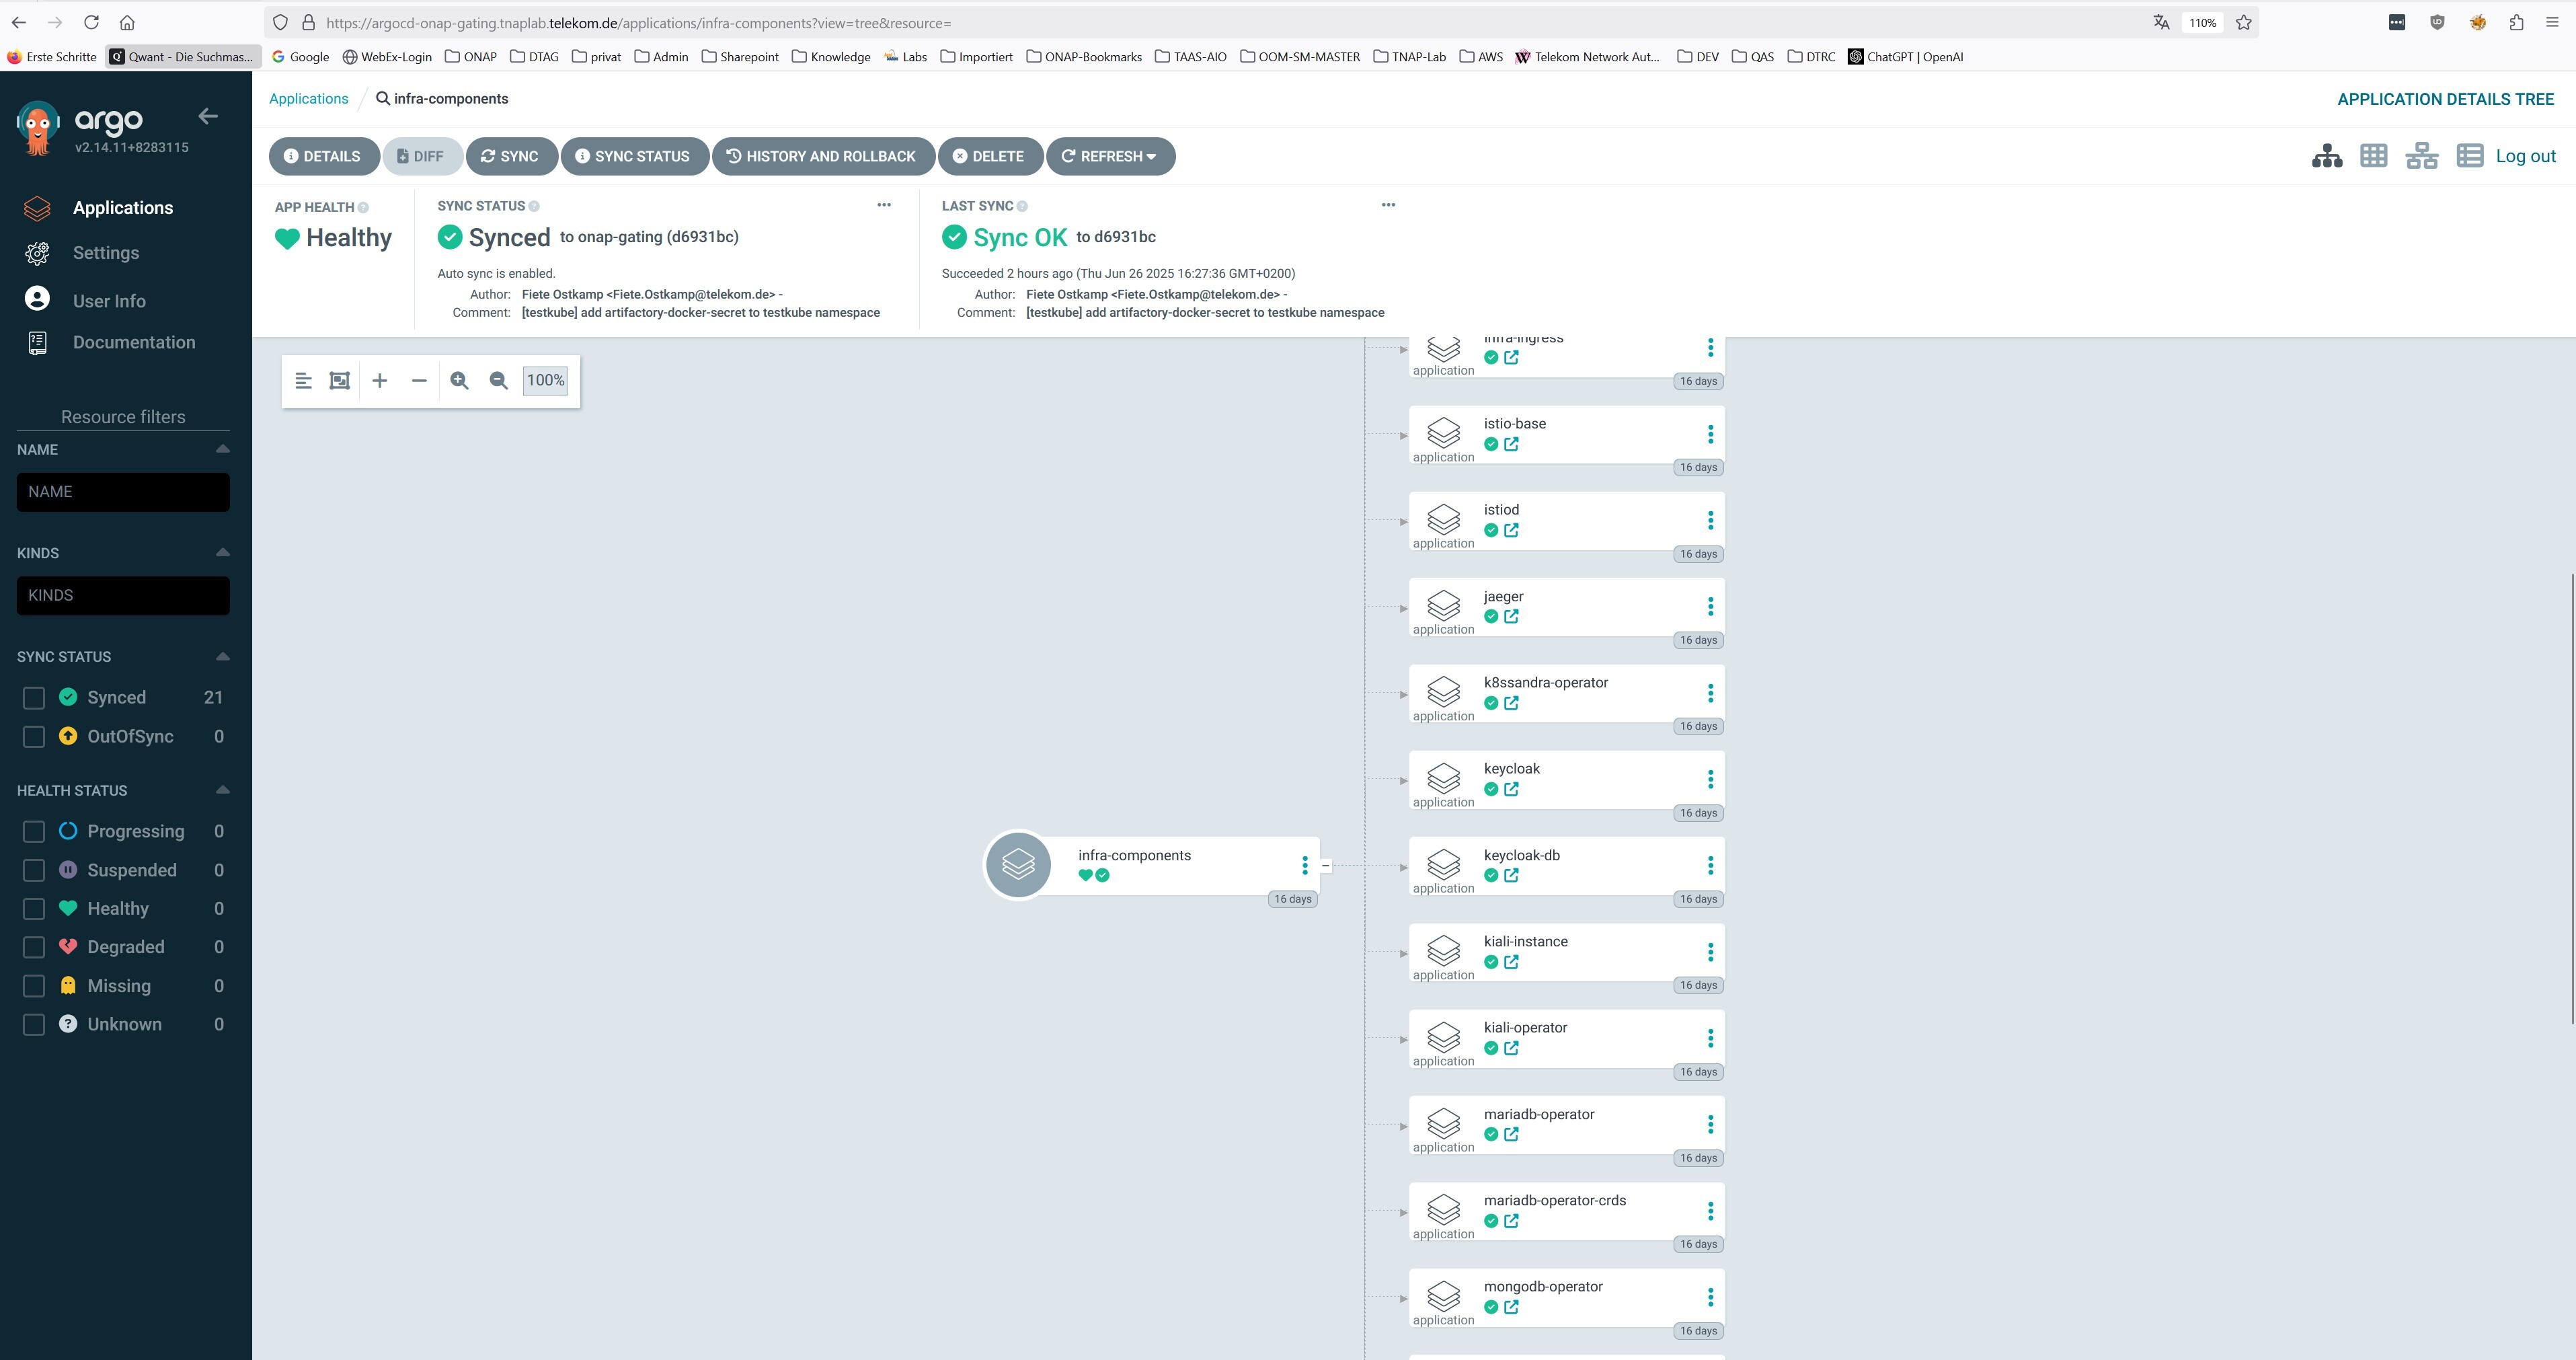 https://argocd-onap-gating.tnaplab.telekom.de/applications/infra-components?view=tree&resource=
110%
Erste Schritte
Qwant - Die Suchmas...
Google
WebEx-Login
ONAP
DTAG
privat
Admin
Sharepoint
Knowledge
Labs
Importiert
ONAP-Bookmarks
TAAS-AIO
OOM-SM-MASTER
TNAP-Lab
AWS
Telekom Network Aut...
DEV
QAS
DTRC
ChatGPT | OpenAI
argo
v2.14.11+8283115
Applications
Settings
User Info
Documentation
Resource filters
NAME
NAME
KINDS
KINDS
SYNC STATUS
Synced 21
OutOfSync 0
HEALTH STATUS
Progressing 0
Suspended 0
Healthy 0
Degraded 0
Missing 0
Unknown 0
Applications / infra-components
APPLICATION DETAILS TREE
DETAILS
DIFF
SYNC
SYNC STATUS
HISTORY AND ROLLBACK
DELETE
REFRESH
Log out
APP HEALTH
Healthy
SYNC STATUS
Synced to onap-gating (d6931bc)
Auto sync is enabled.
Author: Fiete Ostkamp <Fiete.Ostkamp@telekom.de> -
Comment: [testkube] add artifactory-docker-secret to testkube namespace
LAST SYNC
Sync OK to d6931bc
Succeeded 2 hours ago (Thu Jun 26 2025 16:27:36 GMT+0200)
Author: Fiete Ostkamp <Fiete.Ostkamp@telekom.de> -
Comment: [testkube] add artifactory-docker-secret to testkube namespace
100%
infra-components
16 days
infra-ingress
application
16 days
istio-base
application
16 days
istiod
application
16 days
jaeger
application
16 days
k8ssandra-operator
application
16 days
keycloak
application
16 days
keycloak-db
application
16 days
kiali-instance
application
16 days
kiali-operator
application
16 days
mariadb-operator
application
16 days
mariadb-operator-crds
application
16 days
mongodb-operator
application
16 days